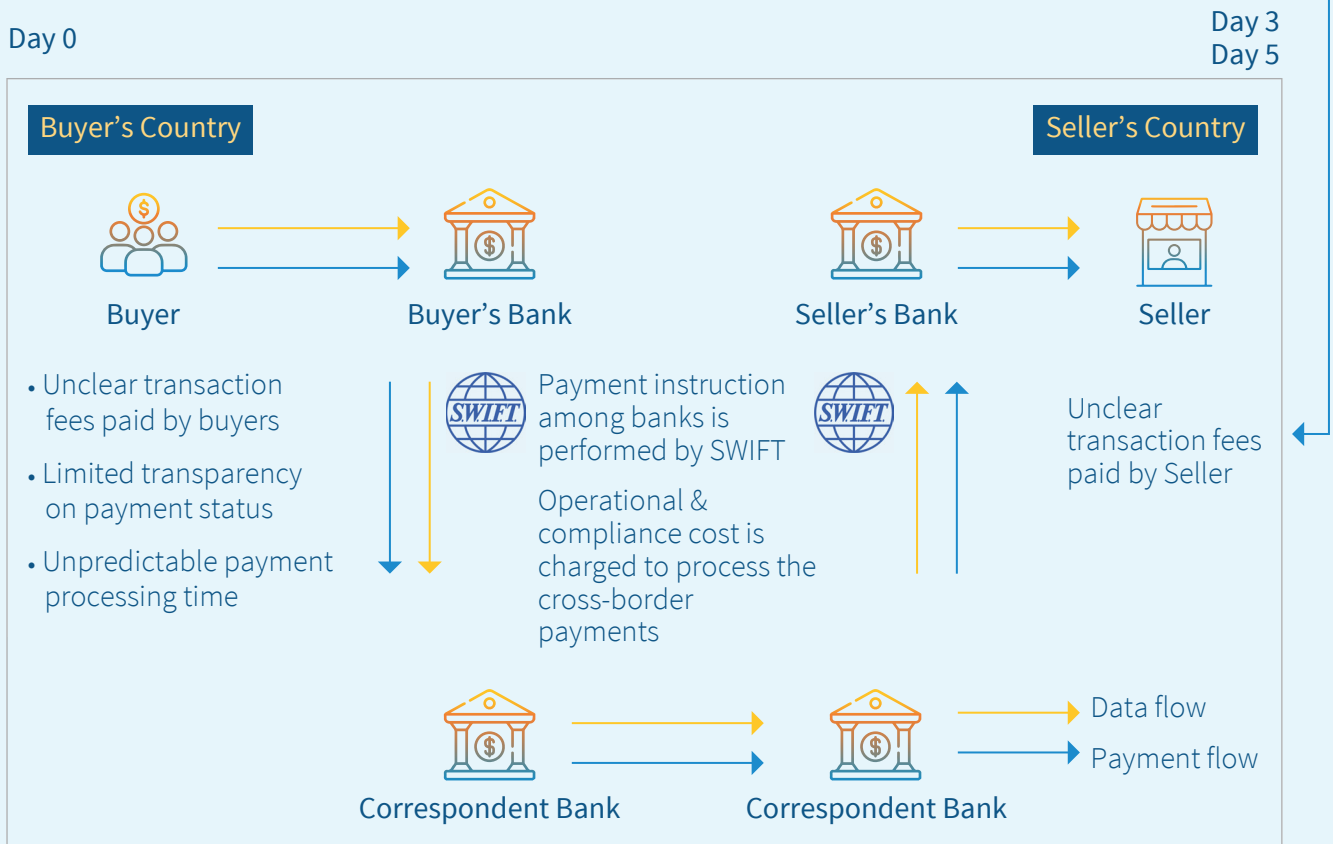 Day 0
Day 3
Day 5
Buyer’s Country
Seller’s Country
Buyer
Buyer’s Bank
Seller’s Bank
Seller
• Unclear transaction
fees paid by buyers
• Limited transparency
on payment status
• Unpredictable payment
processing time
S.W.I.F.T.
Payment instruction
among banks is
performed by SWIFT
Operational &
compliance cost is
charged to process the
cross-border
payments
S.W.I.F.T.
Unclear
transaction fees
paid by Seller
Data flow
Payment flow
Correspondent Bank
Correspondent Bank